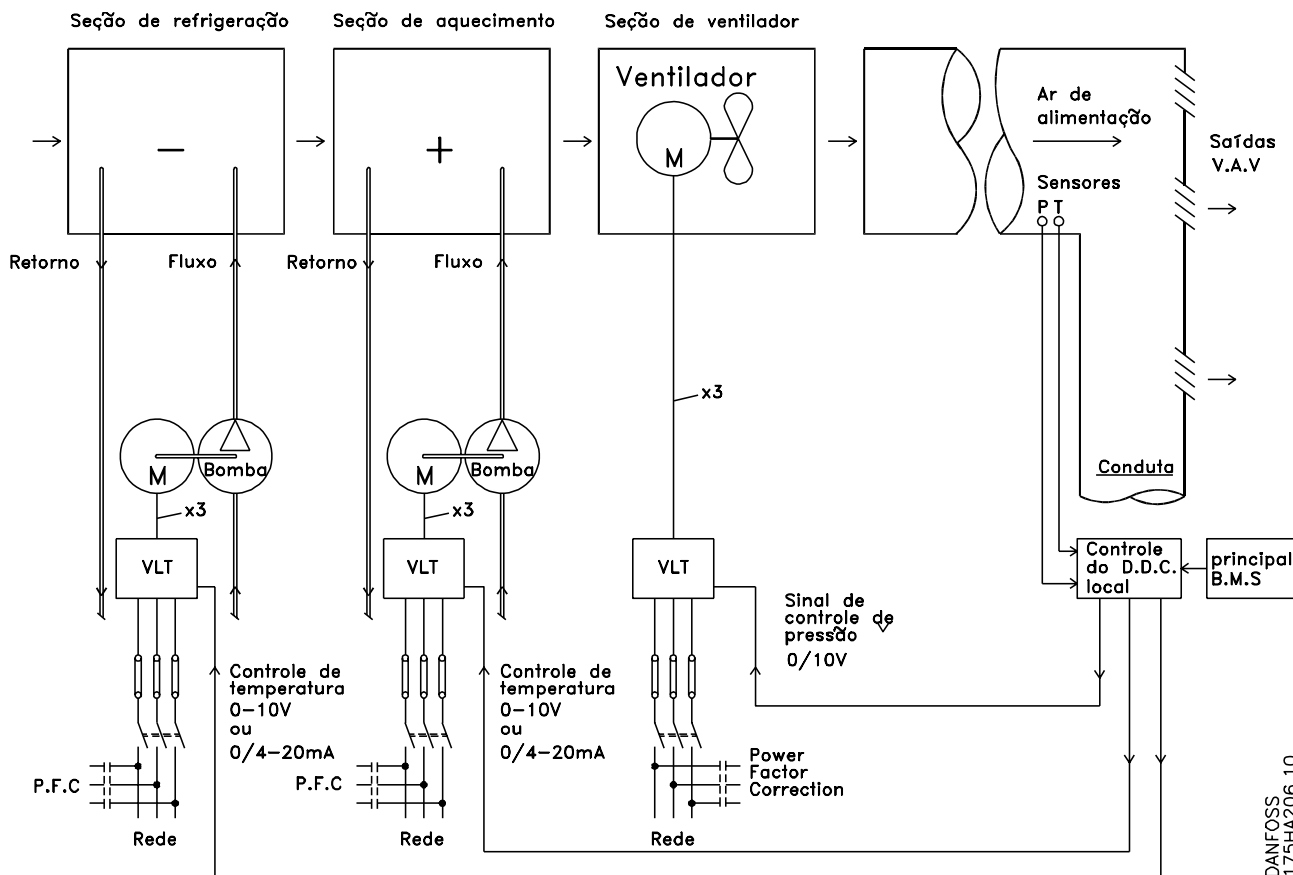 Seção de refrigeração
Seção de aquecimento
Seção de ventilador
Ventilador
M
–
+
Ar de
alimentação
Saídas
V.A.V
Sensores
P T
Retorno
Fluxo
Retorno
Fluxo
x3
M
Bomba
M
Bomba
Conduta
x3
x3
VLT
VLT
VLT
Controle
do D.D.C.
local
principal
B.M.S
Sinal de
controle de
pressão
0/10V
Controle de
temperatura
0–10V
ou
0/4–20mA
Controle de
temperatura
0–10V
ou
0/4–20mA
P.F.C
P.F.C
Power
Factor
Correction
Rede
Rede
Rede
DANFOSS
175HA206.10